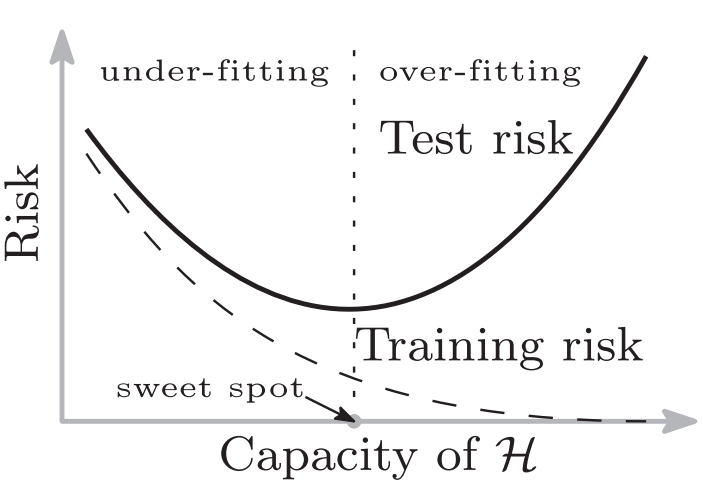 under-fitting
over-fitting
Test risk
Risk
Training risk
sweet spot
Capacity of ℋ